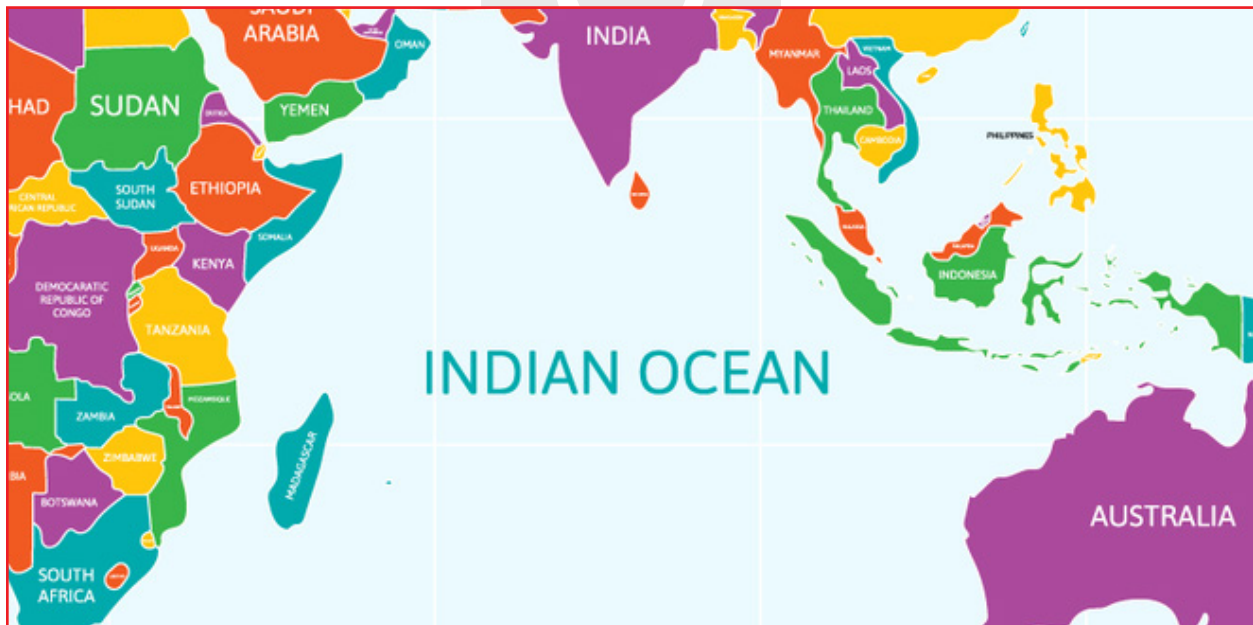 SAUDI
ARABIA
OMAN
YEMEN
INDIA
MYANMAR
VIETNAM
LAOS
THAILAND
CAMBODIA
PHILIPPINES
HAD
SUDAN
ERITREA
ETHIOPIA
SOUTH
SUDAN
CENTRAL
RICAN REPUBLIC
SOMALIA
UGANDA
KENYA
DEMOCARATIC
REPUBLIC OF
CONGO
TANZANIA
MALAYSIA
INDONESIA
INDIAN OCEAN
OLA
ZAMBIA
MOZAMBIQUE
ZIMBABWE
BIA
BOTSWANA
MADAGASCAR
SOUTH
AFRICA
AUSTRALIA